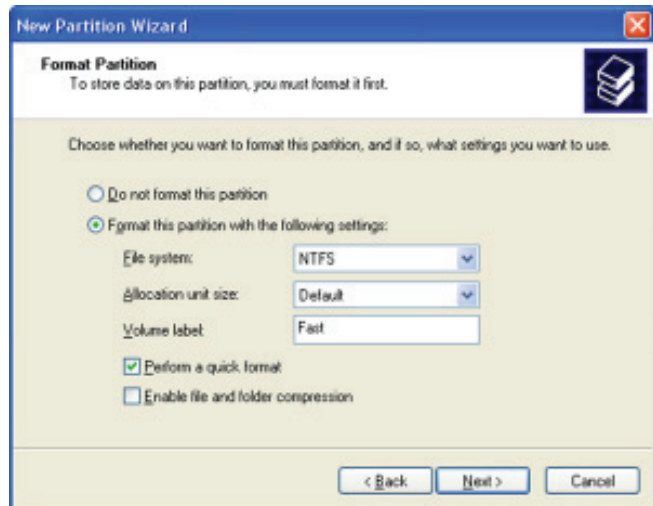 New Partition Wizard
Format Partition
To store data on this partition, you must format it first.
Choose whether you want to format this partition, and if so, what settings you want to use.
Do not format this partition
Format this partition with the following settings:
File system: NTFS
Allocation unit size: Default
Volume label: Fast
Perform a quick format
Enable file and folder compression
< Back Next > Cancel